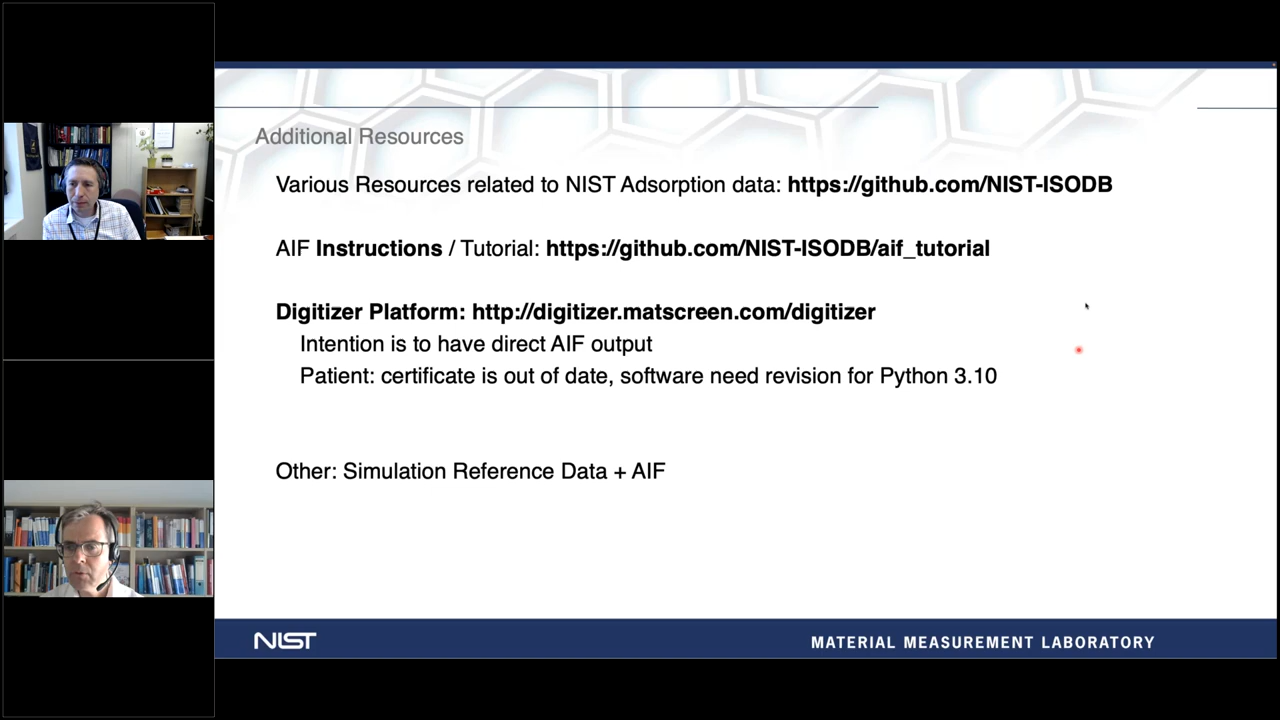 Additional Resources
Various Resources related to NIST Adsorption data: https://github.com/NIST-ISODB
AIF Instructions / Tutorial: https://github.com/NIST-ISODB/aif_tutorial
Digitizer Platform: http://digitizer.matscreen.com/digitizer
Intention is to have direct AIF output
Patient: certificate is out of date, software need revision for Python 3.10
Other: Simulation Reference Data + AIF
NIST
MATERIAL MEASUREMENT LABORATORY